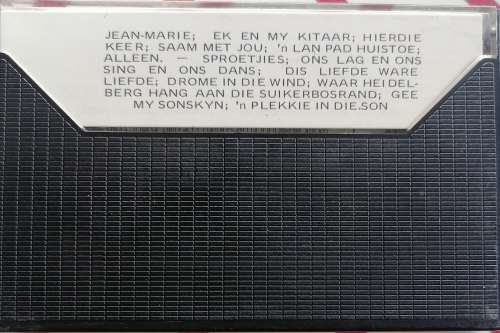 JEAN-MARIE; EK EN MY KITAAR; HIERDIE
KEER; SAAM MET JOU; 'n LAN PAD HUISTOE;
ALLEEN. — SPROETJIES; ONS LAG EN ONS
SING EN ONS DANS; DIS LIEFDE WARE
LIEFDE; DROME IN DIE WIND; WAAR HEIDEL-
BERG HANG AAN DIE SUIKERBOSRAND; GEE
MY SONSKYN; 'n PLEKKIE IN DIE.SON